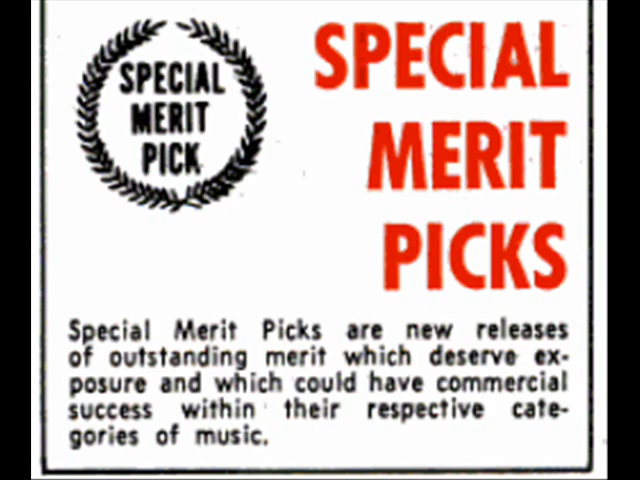 SPECIAL
MERIT
PICK
SPECIAL
MERIT
PICKS
Special Merit Picks are new releases
of outstanding merit which deserve ex-
posure and which could have commercial
success within their respective cate-
gories of music.